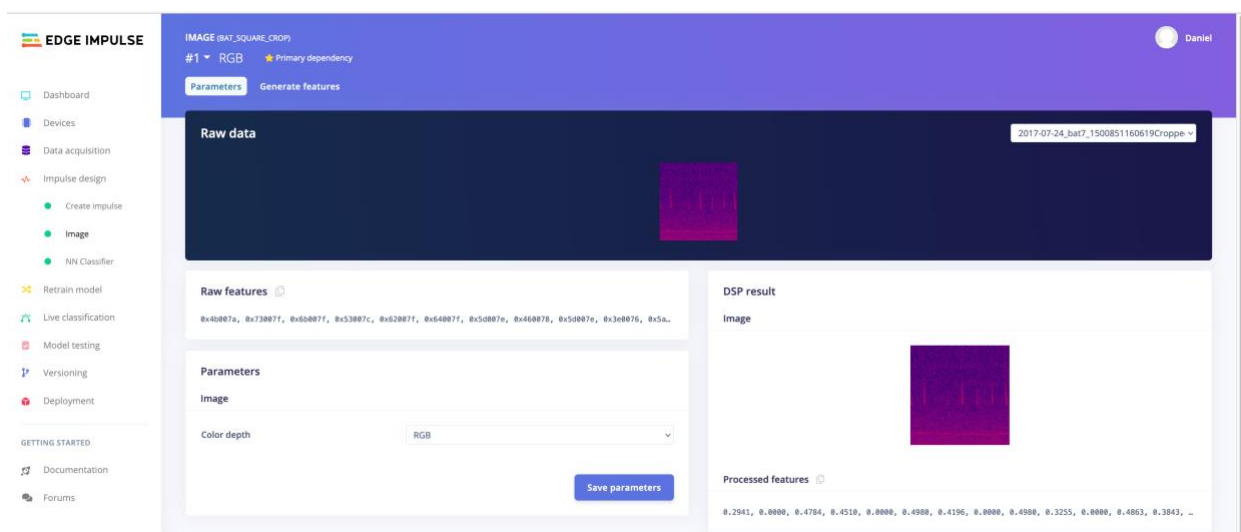 EDGE IMPULSE
Dashboard
Devices
Data acquisition
Impulse design
Create impulse
Image
NN Classifier
Retrain model
Live classification
Model testing
Versioning
Deployment
GETTING STARTED
Documentation
Forums
IMAGE (BAT_SQUARE_CROP)
#1 RGB Primary dependency
Parameters Generate features
Daniel
Raw data
2017-07-24_bat7_1500851160619Croppe
Raw features
0x4b007a, 0x73007f, 0x6b007f, 0x53007c, 0x62007f, 0x64007f, 0x5d007e, 0x460078, 0x5d007e, 0x3e0076, 0x5a…
Parameters
Image
Color depth RGB
Save parameters
DSP result
Image
Processed features
0.2941, 0.0000, 0.4784, 0.4510, 0.0000, 0.4980, 0.4196, 0.0000, 0.4980, 0.3255, 0.0000, 0.4863, 0.3843, …